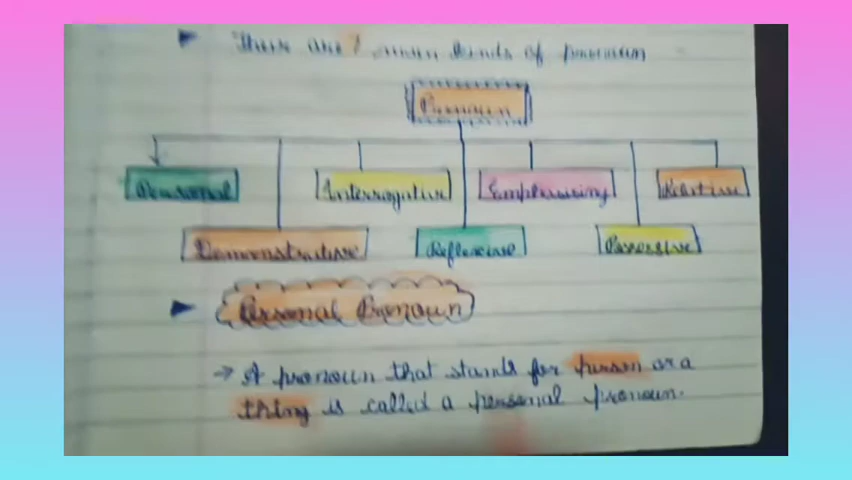 There are 7 main kinds of pronoun
Pronoun
Personal
Interrogative
Emphasising
Relative
Demonstrative
Reflexive
Possessive
Personal Pronoun
→ A pronoun that stands for person or a
thing is called a personal pronoun.